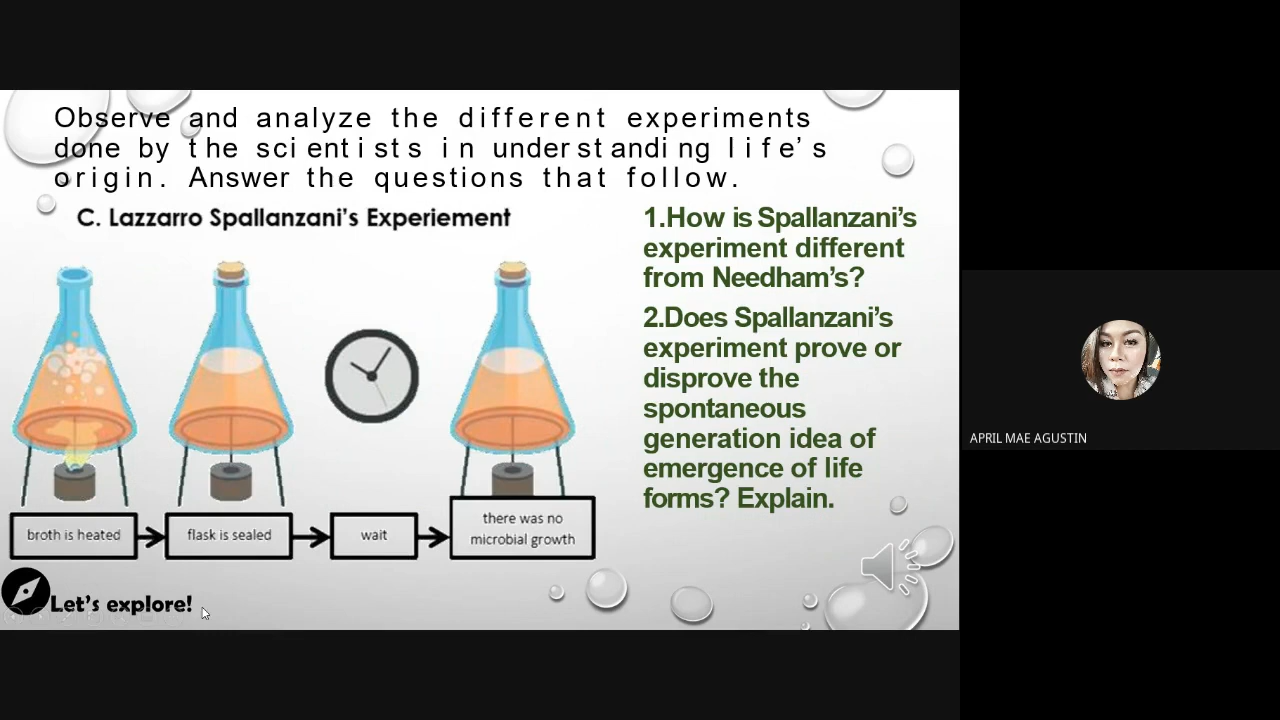 Observe and analyze the different experiments
done by the scientists in understanding life's
origin. Answer the questions that follow.
C. Lazzarro Spallanzani's Experiement
1.How is Spallanzani's
experiment different
from Needham's?
2.Does Spallanzani's
experiment prove or
disprove the
spontaneous
generation idea of
emergence of life
forms? Explain.
broth is heated
flask is sealed
wait
there was no
microbial growth
Let's explore!
APRIL MAE AGUSTIN